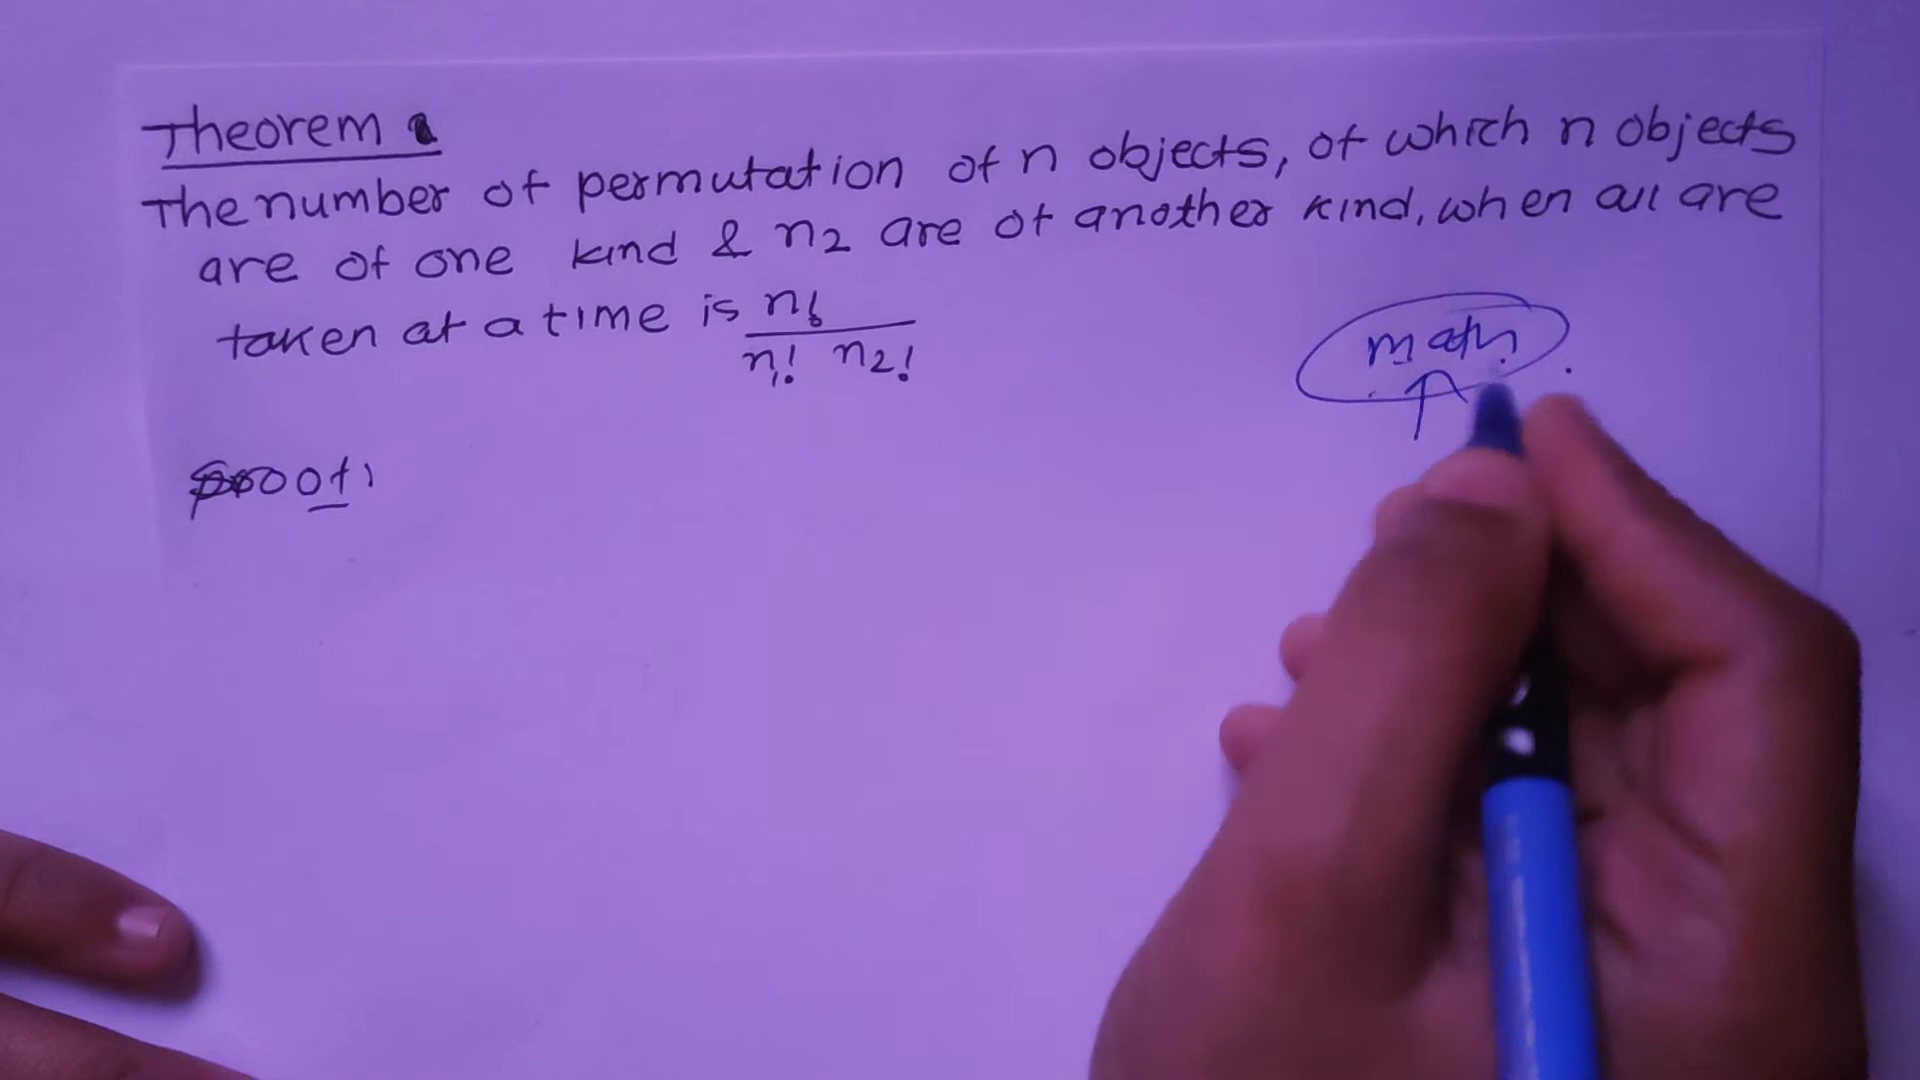 Theorem
The number of permutation of n objects, of which n objects
are of one kind & n2 are of another kind, when all are
taken at a time is n!
n1! n2!
math
proof: